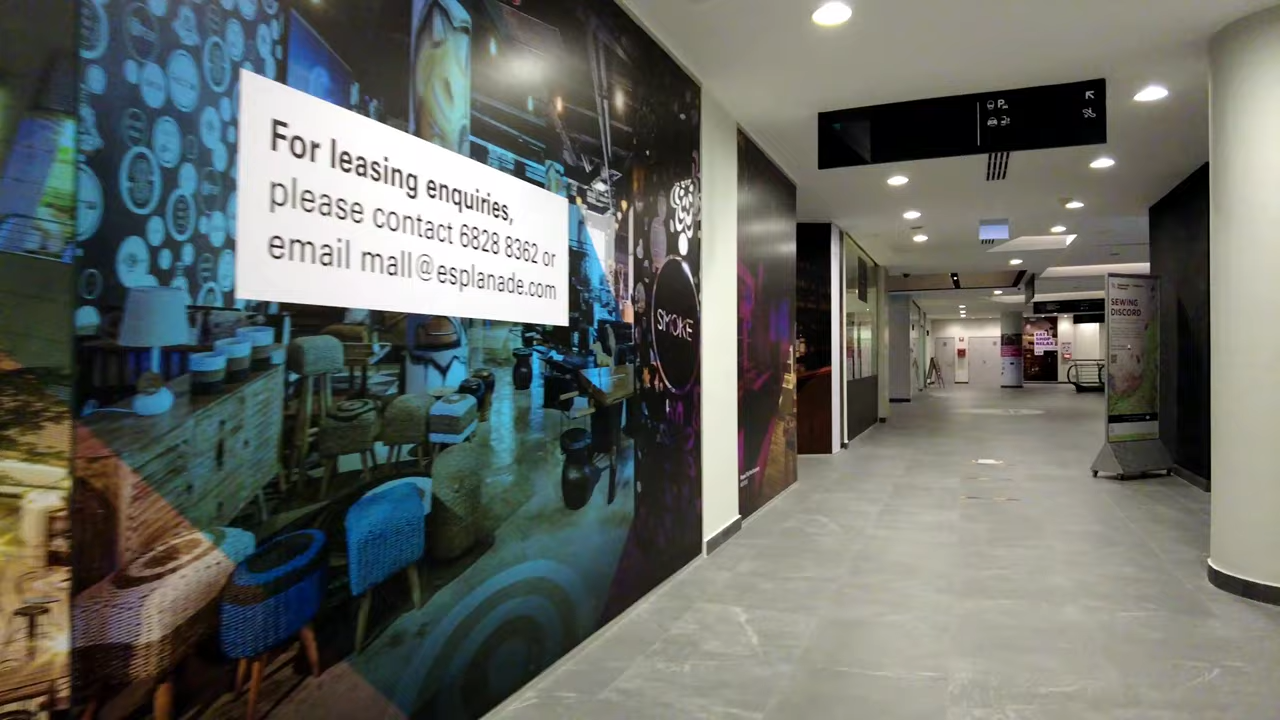 For leasing enquiries,
please contact 6828 8362 or
email mall@esplanade.com
SMOKE
P
SEWING
DISCORD
EAT
SHOP
RELAX